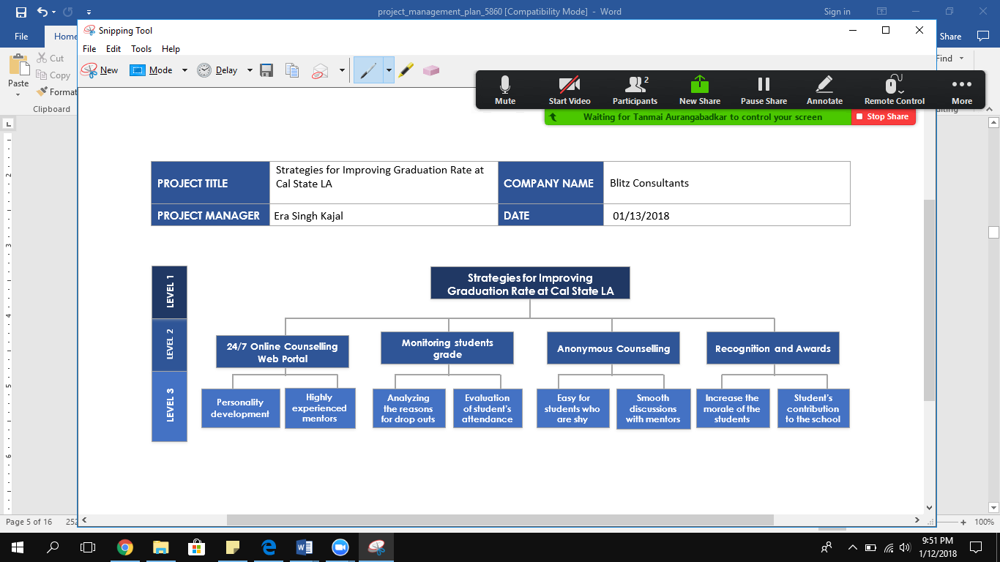 project_management_plan_5860 [Compatibility Mode] - Word
Sign in
File
Home
Share
Snipping Tool
File Edit Tools Help
New Mode Delay
Cut
Copy
Format
Paste
Clipboard
Find
Mute Start Video Participants 2 New Share Pause Share Annotate Remote Control More
Waiting for Tanmai Aurangabadkar to control your screen
Stop Share
L
2
3
4
5
6
PROJECT TITLE
Strategies for Improving Graduation Rate at
Cal State LA
COMPANY NAME
Blitz Consultants
PROJECT MANAGER
Era Singh Kajal
DATE
01/13/2018
LEVEL 1
Strategies for Improving
Graduation Rate at Cal State LA
LEVEL 2
24/7 Online Counselling
Web Portal
Monitoring students
grade
Anonymous Counselling
Recognition and Awards
LEVEL 3
Personality
development
Highly
experienced
mentors
Analyzing
the reasons
for drop outs
Evaluation
of student's
attendance
Easy for
students who
are shy
Smooth
discussions
with mentors
Increase the
morale of the
students
Student's
contribution
to the school
Page 5 of 16
100%
9:51 PM
1/12/2018